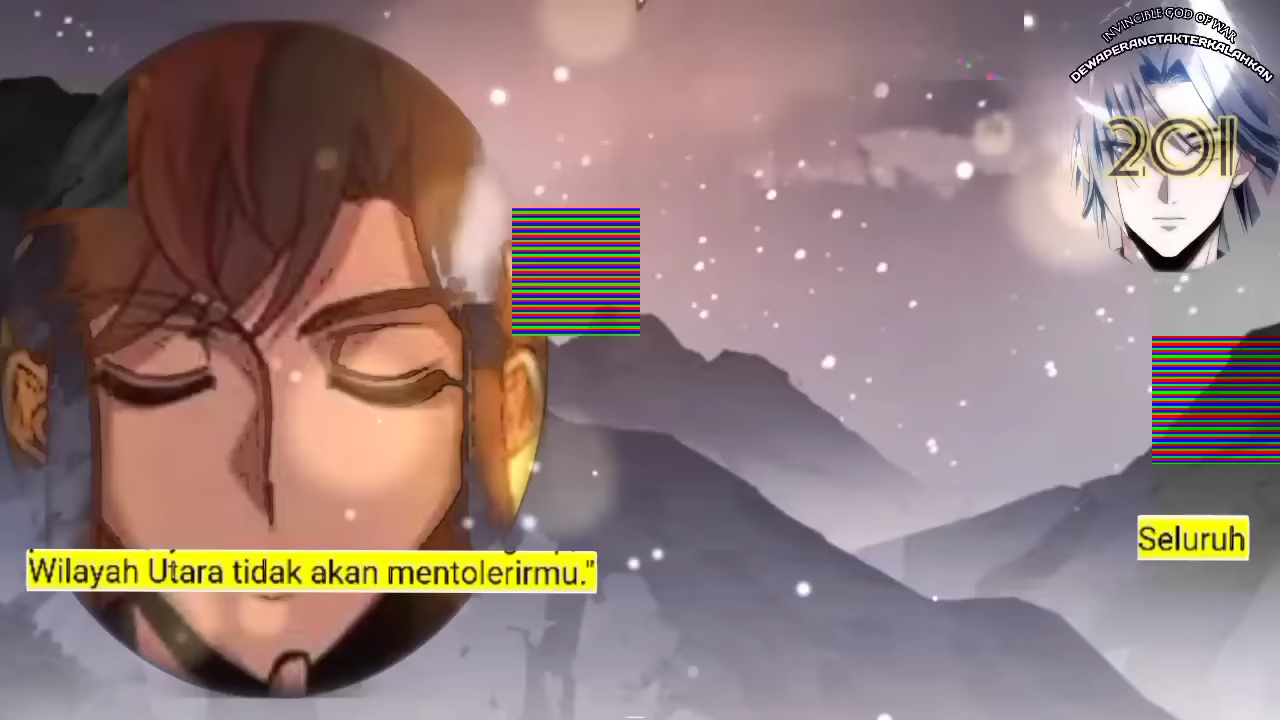 INVINCIBLE GOD OF WAR
DEWAPERANGTAKTERKALAHKAN
201
Seluruh
Wilayah Utara tidak akan mentolerirmu."